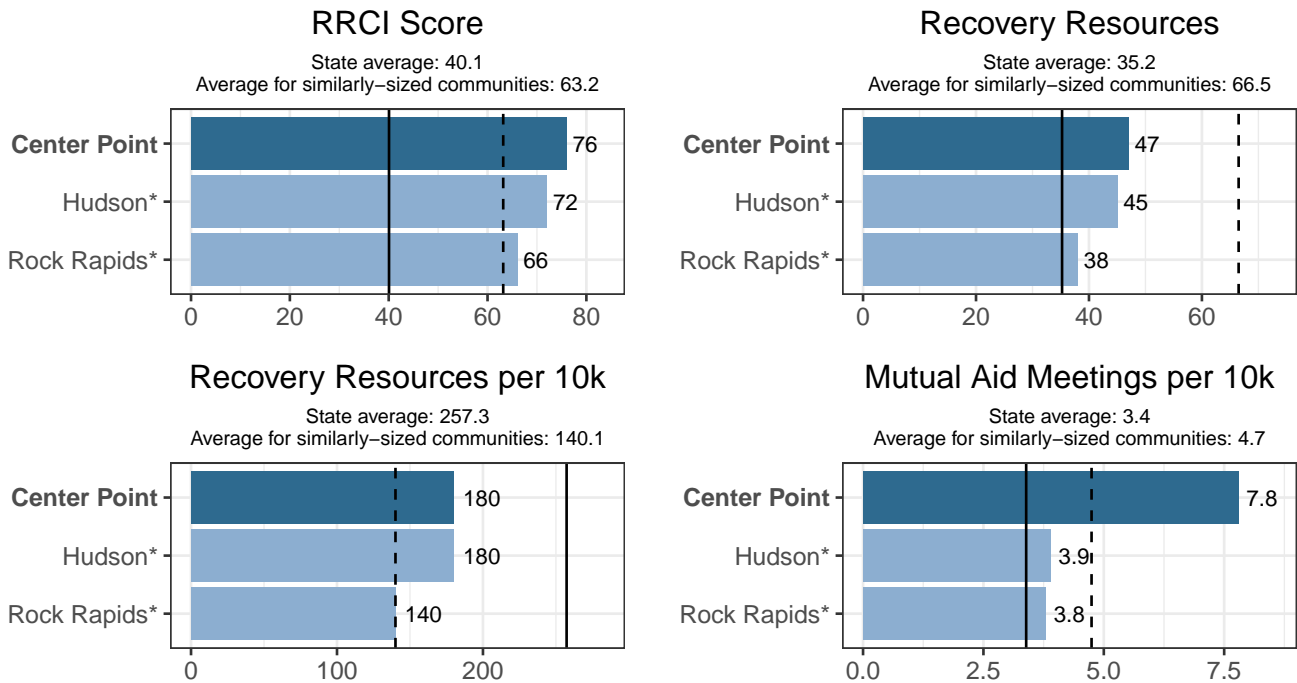 RRCI Score
State average: 40.1
Average for similarly−sized communities: 63.2
Center Point
76
Hudson*
72
Rock Rapids*
66
0 20 40 60 80
Recovery Resources
State average: 35.2
Average for similarly−sized communities: 66.5
Center Point
47
Hudson*
45
Rock Rapids*
38
0 20 40 60
Recovery Resources per 10k
State average: 257.3
Average for similarly−sized communities: 140.1
Center Point
180
Hudson*
180
Rock Rapids*
140
0 100 200
Mutual Aid Meetings per 10k
State average: 3.4
Average for similarly−sized communities: 4.7
Center Point
7.8
Hudson*
3.9
Rock Rapids*
3.8
0.0 2.5 5.0 7.5